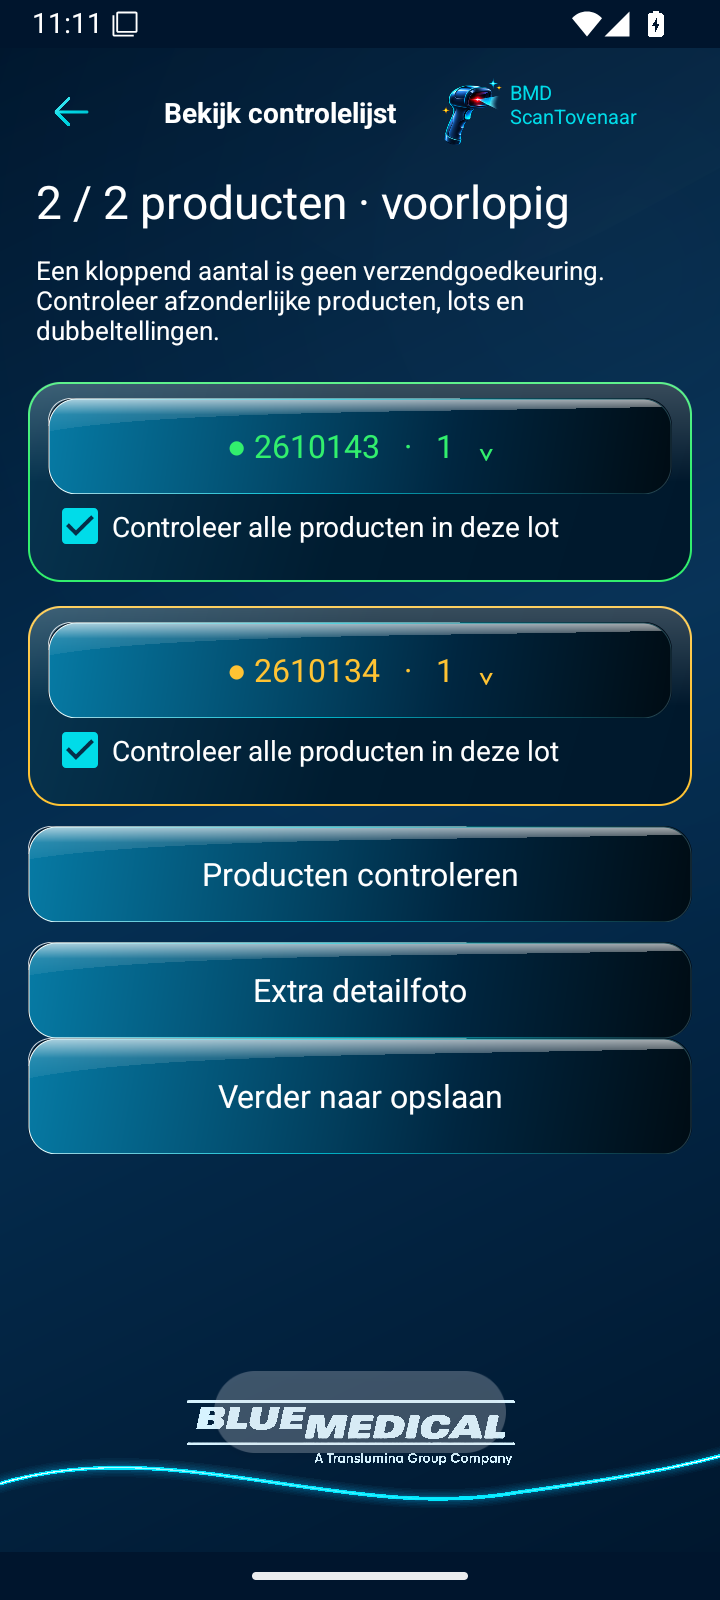 11:11
Bekijk controlelijst
BMD
ScanTovenaar
2 / 2 producten · voorlopig
Een kloppend aantal is geen verzendgoedkeuring.
Controleer afzonderlijke producten, lots en
dubbeltellingen.
● 2610143 · 1 ˅
Controleer alle producten in deze lot
● 2610134 · 1 ˅
Controleer alle producten in deze lot
Producten controleren
Extra detailfoto
Verder naar opslaan
BLUEMEDICAL
A Translumina Group Company